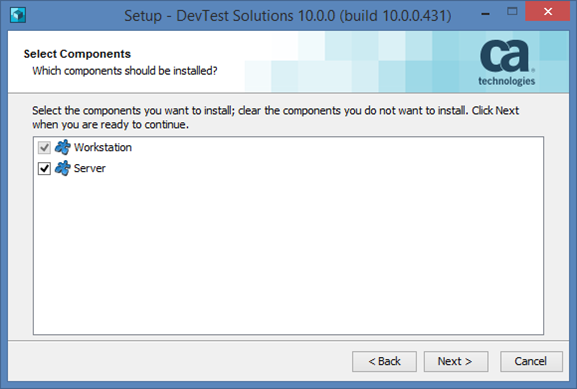 Setup - DevTest Solutions 10.0.0 (build 10.0.0.431)
Select Components
Which components should be installed?
ca
technologies
Select the components you want to install; clear the components you do not want to install. Click Next
when you are ready to continue.
Workstation
Server
< Back
Next >
Cancel